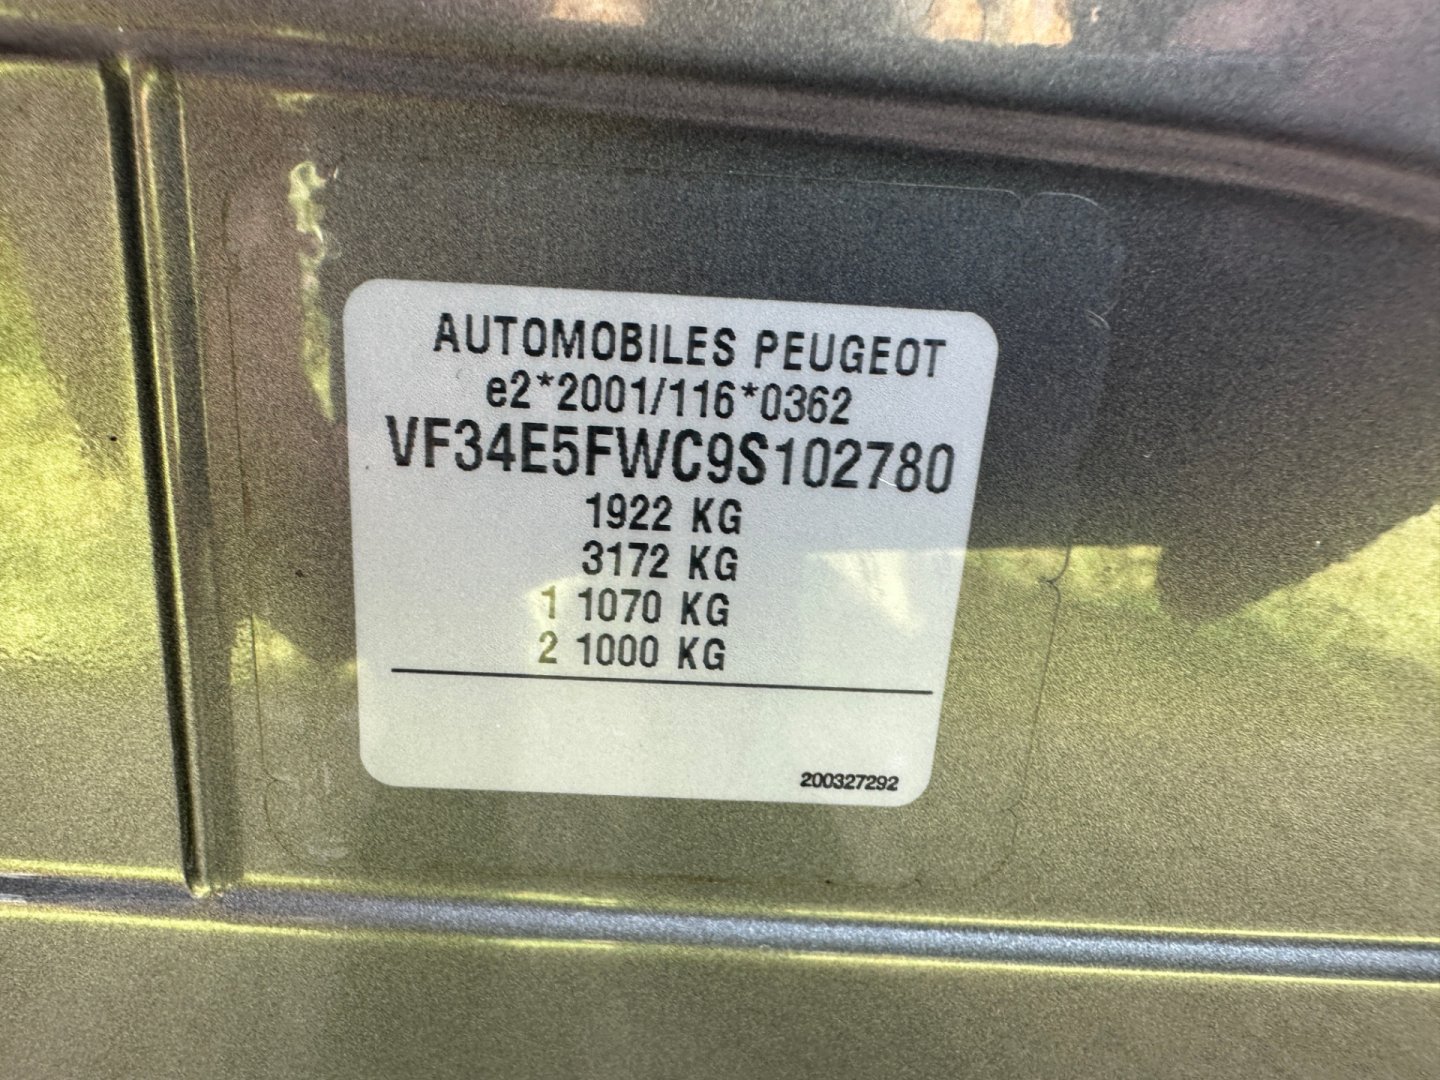 AUTOMOBILES PEUGEOT
e2*2001/116*0362
VF34E5FWC9S102780
1922 KG
3172 KG
1 1070 KG
2 1000 KG
200327292